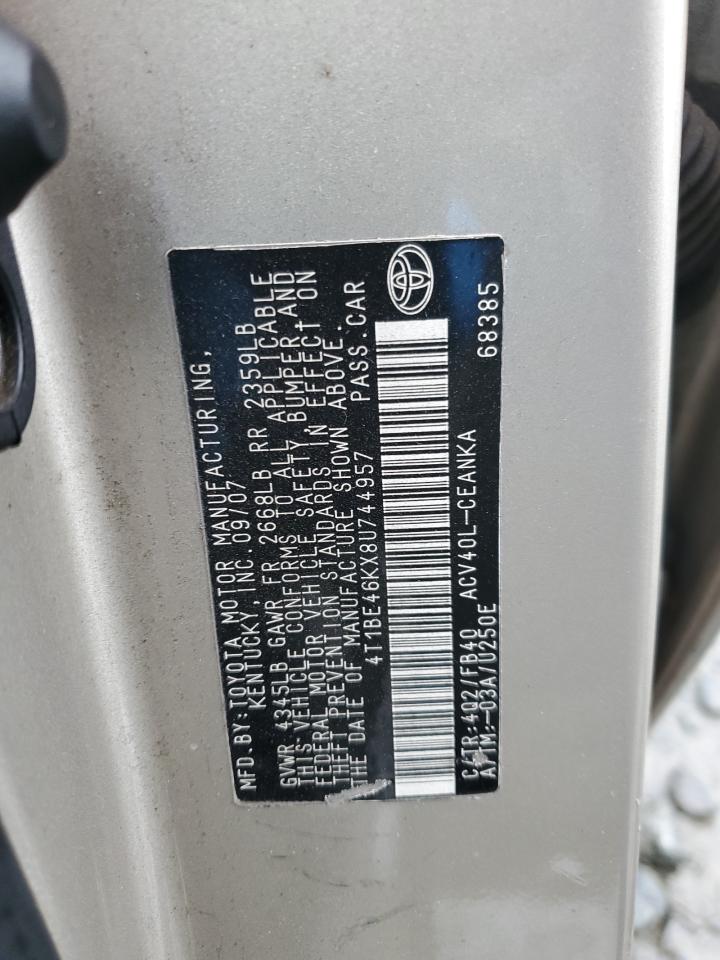 MFD. BY: TOYOTA MOTOR MANUFACTURING,
KENTUCKY, INC. 09/07
GVWR 4345LB GAWR FR 2668LB RR 2359LB
THIS VEHICLE CONFORMS TO ALL APPLICABLE
FEDERAL MOTOR VEHICLE SAFETY, BUMPER, AND
THEFT PREVENTION STANDARDS IN EFFECT ON
THE DATE OF MANUFACTURE SHOWN ABOVE.
4T1BE46KX8U744957 PASS.CAR
C/TR:4Q2/FB40 ACV40L-CEANKA
A/TM:-03A/U250E 68385